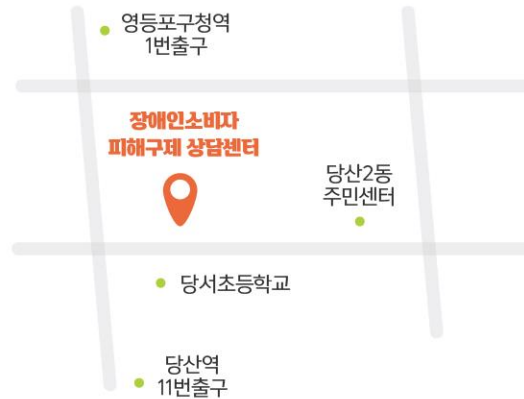 영등포구청역
1번출구
장애인소비자
피해구제 상담센터
당산2동
주민센터
당서초등학교
당산역
11번출구